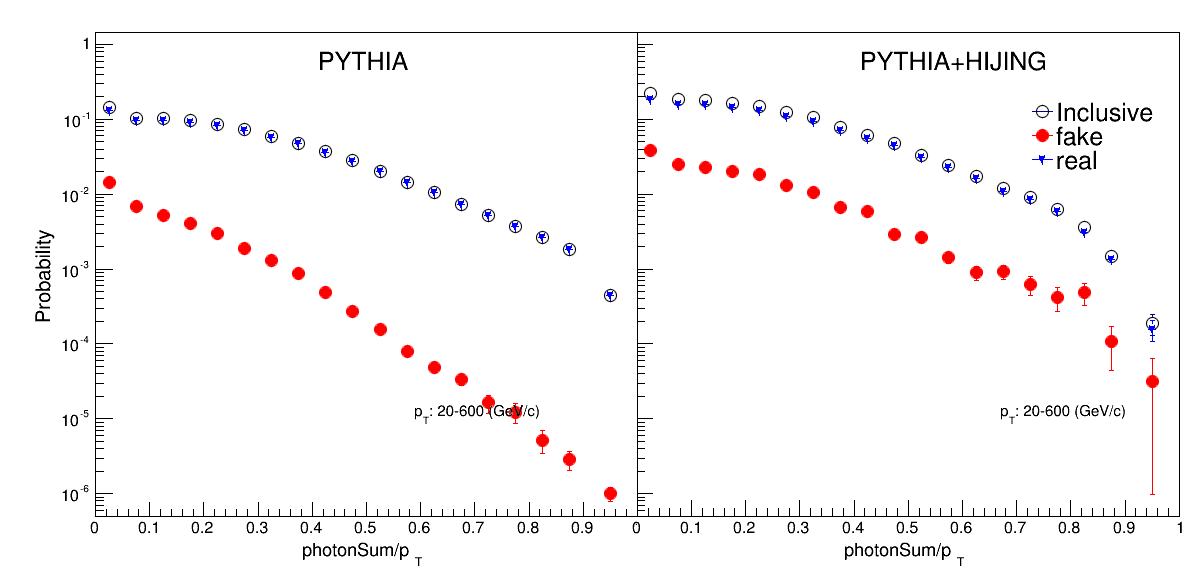 PYTHIA
PYTHIA+HIJING
Inclusive
fake
real
Probability
1
10^-1
10^-2
10^-3
10^-4
10^-5
10^-6
p_T: 20-600 (GeV/c)
p_T: 20-600 (GeV/c)
0 0.1 0.2 0.3 0.4 0.5 0.6 0.7 0.8 0.9
0 0.1 0.2 0.3 0.4 0.5 0.6 0.7 0.8 0.9 1
photonSum/p_T
photonSum/p_T